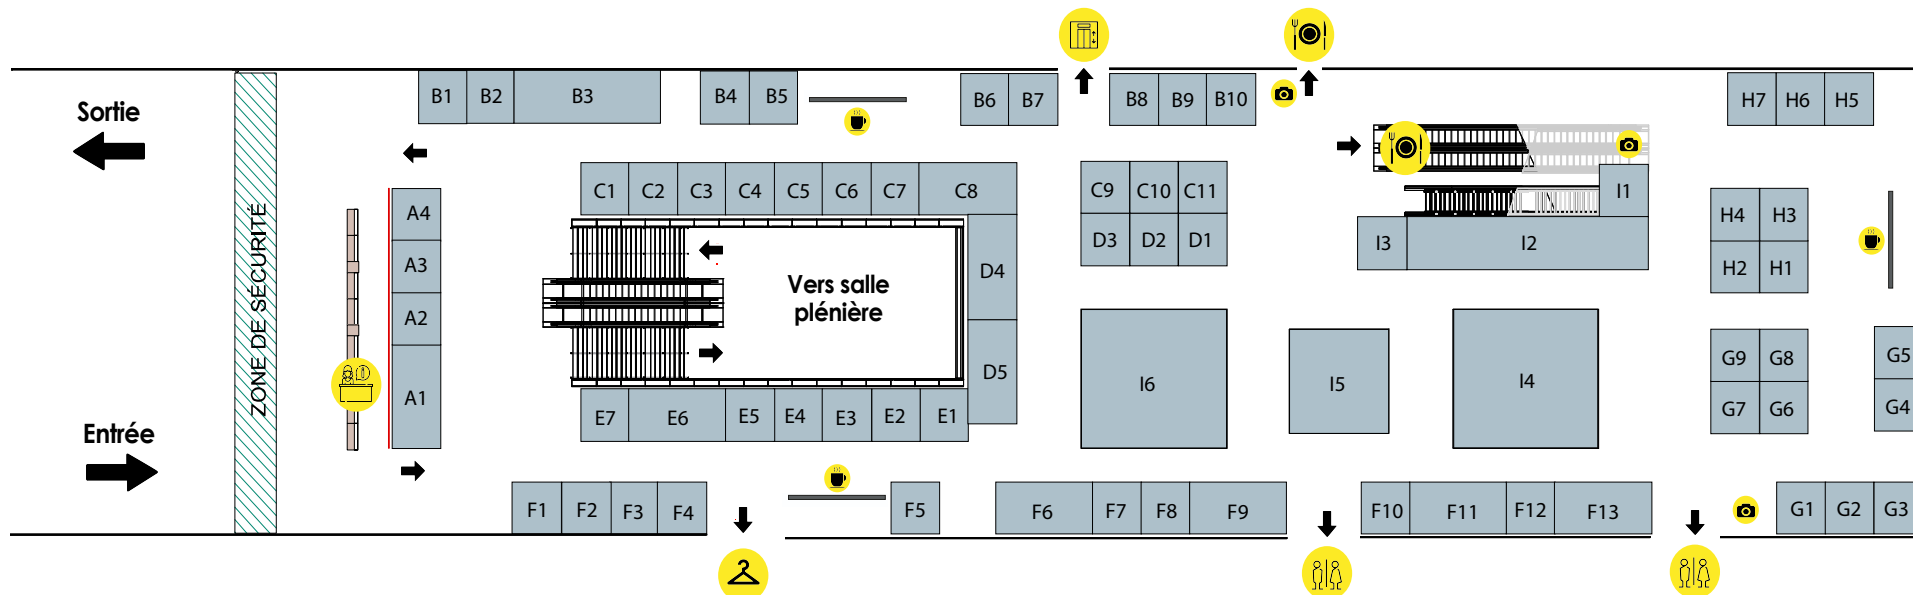 Sortie
Entrée
ZONE DE SÉCURITÉ
B1 B2 B3 B4 B5 B6 B7 B8 B9 B10 H7 H6 H5
A4
A3
A2
A1
C1 C2 C3 C4 C5 C6 C7 C8
C9 C10 C11
D3 D2 D1
D4
D5
Vers salle
plénière
E7 E6 E5 E4 E3 E2 E1
I1
I3 I2
I6 I5 I4
H4 H3
H2 H1
G9 G8
G7 G6
G5
G4
F1 F2 F3 F4 F5 F6 F7 F8 F9 F10 F11 F12 F13 G1 G2 G3